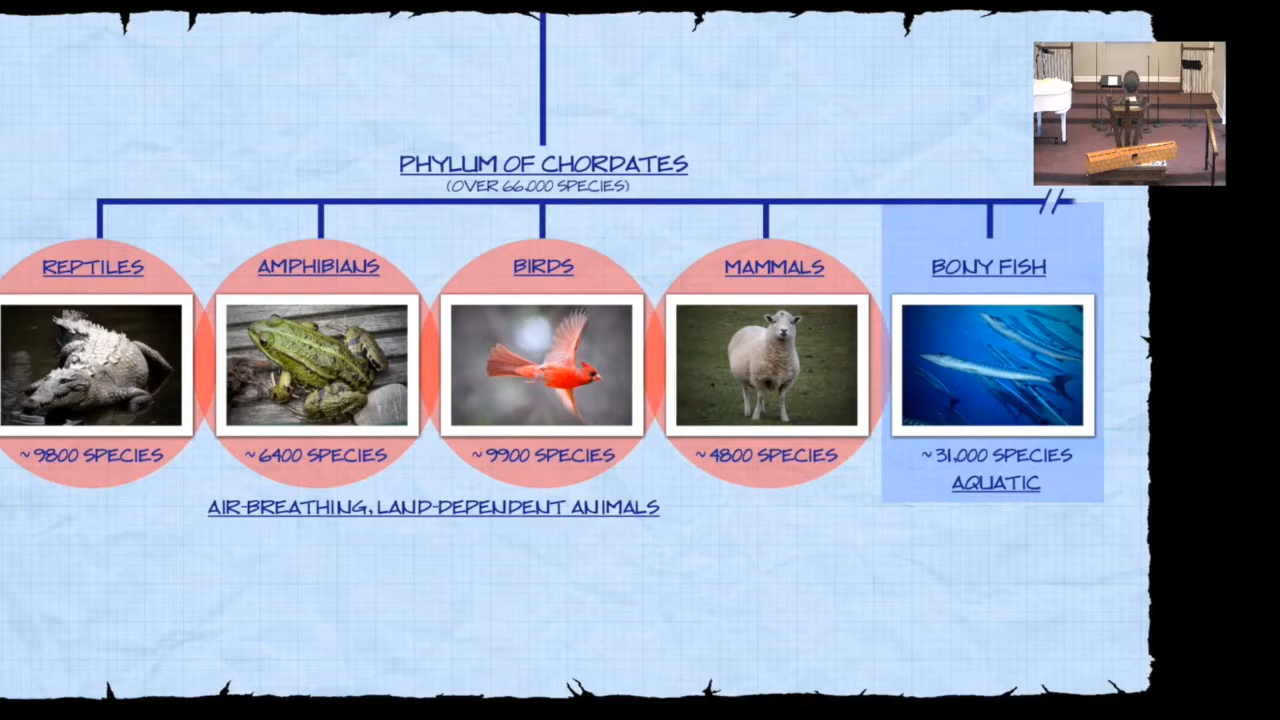 PHYLUM OF CHORDATES
(OVER 66,000 SPECIES)
REPTILES
AMPHIBIANS
BIRDS
MAMMALS
BONY FISH
~9800 SPECIES
~6400 SPECIES
~9900 SPECIES
~4800 SPECIES
~31,000 SPECIES
AQUATIC
AIR-BREATHING, LAND-DEPENDENT ANIMALS